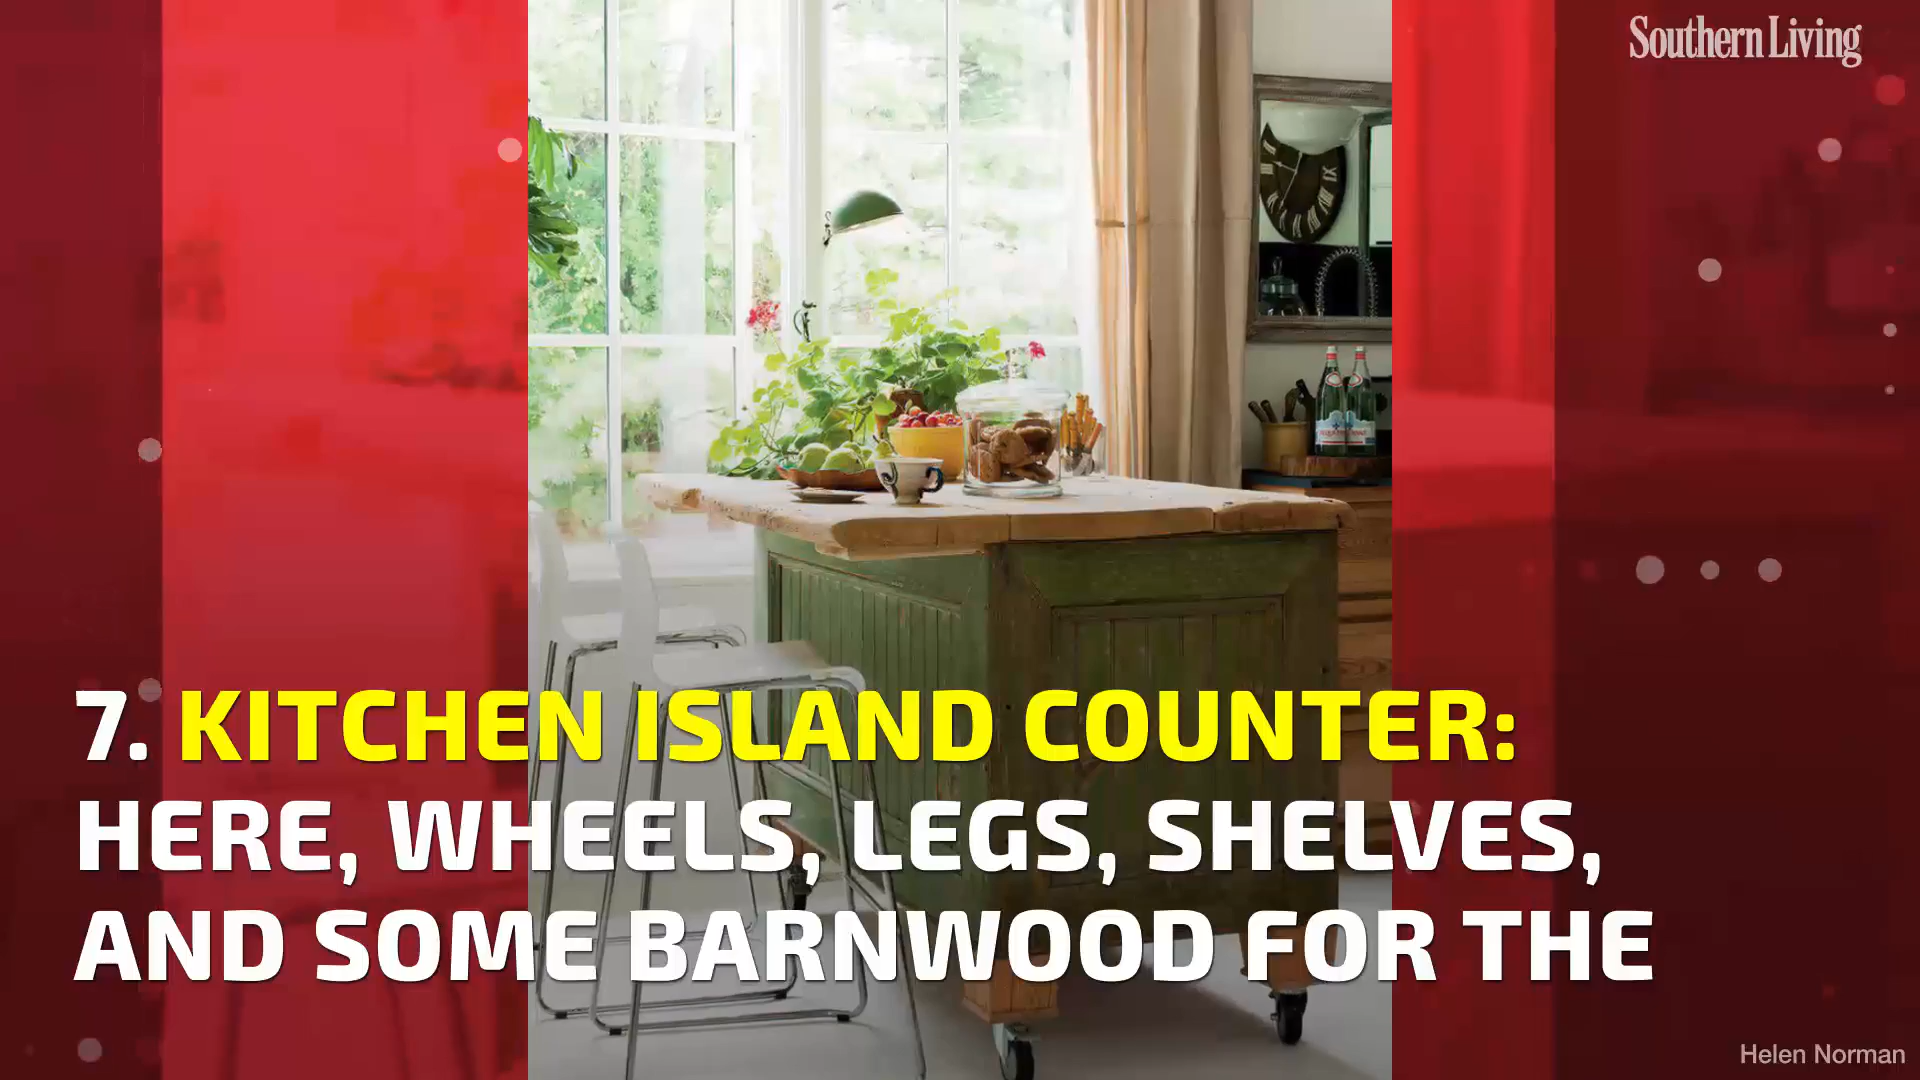 Southern Living
7. KITCHEN ISLAND COUNTER:
HERE, WHEELS, LEGS, SHELVES,
AND SOME BARNWOOD FOR THE
Helen Norman